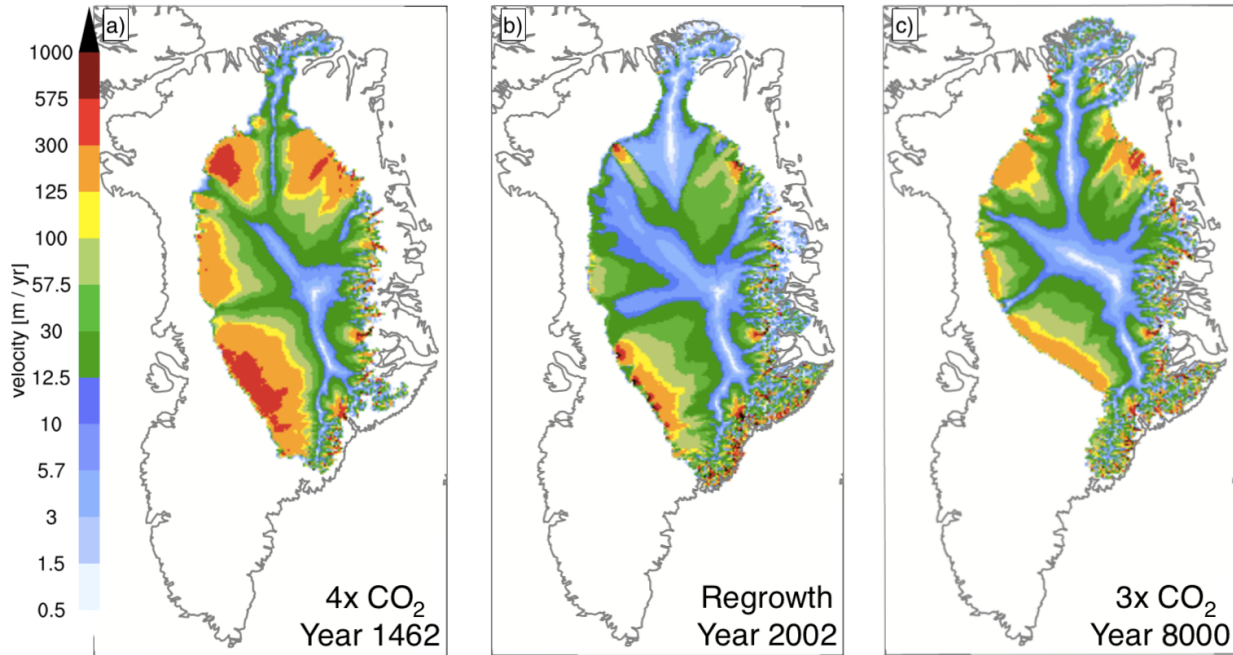 a)
b)
c)
1000
575
300
125
100
57.5
30
12.5
10
5.7
3
1.5
0.5
velocity [m / yr]
4x CO₂
Year 1462
Regrowth
Year 2002
3x CO₂
Year 8000